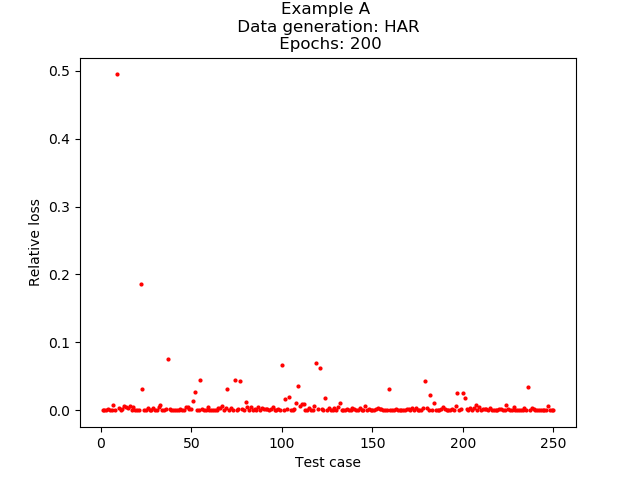 Example A
Data generation: HAR
Epochs: 200
0.5
0.4
0.3
0.2
0.1
0.0
Relative loss
0 50 100 150 200 250
Test case